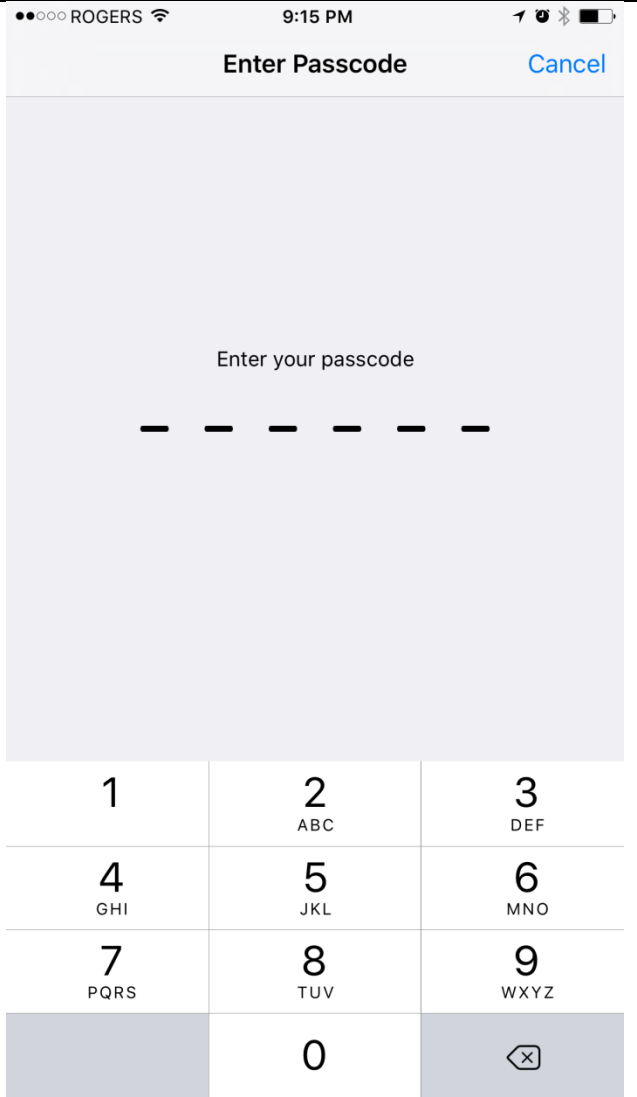 ROGERS 9:15 PM
Enter Passcode Cancel
Enter your passcode
1 2 3
ABC DEF
4 5 6
GHI JKL MNO
7 8 9
PQRS TUV WXYZ
0